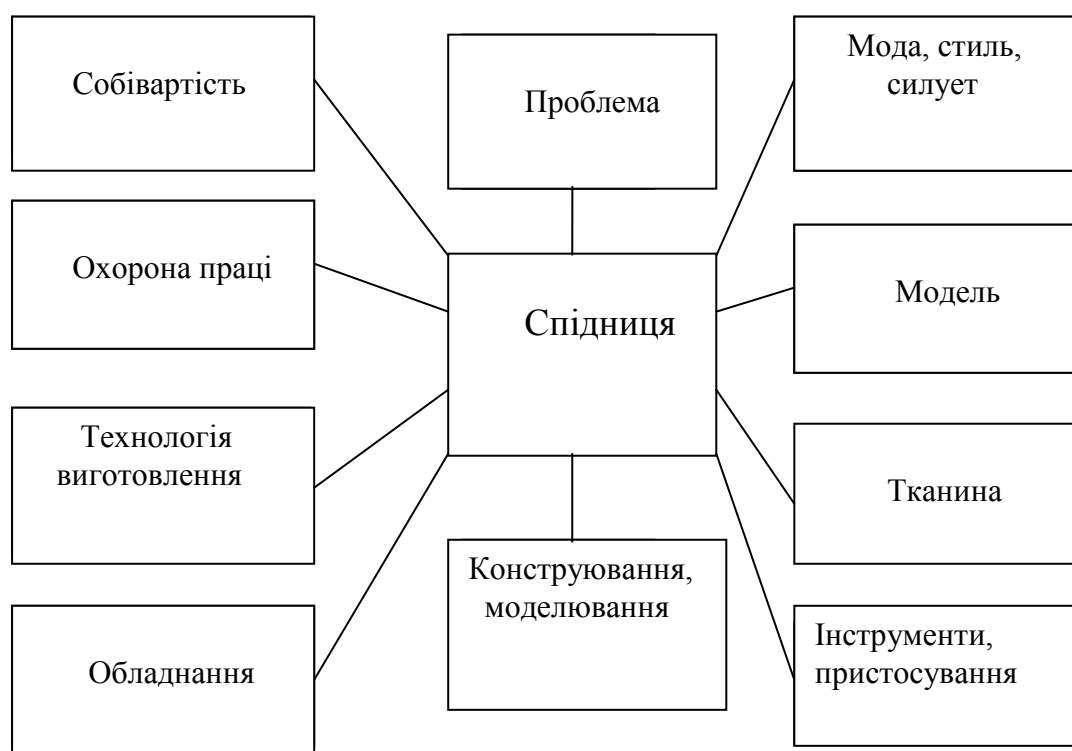 Собівартість
Проблема
Мода, стиль,
силует
Охорона праці
Спідниця
Модель
Технологія
виготовлення
Тканина
Конструювання,
моделювання
Обладнання
Інструменти,
пристосування